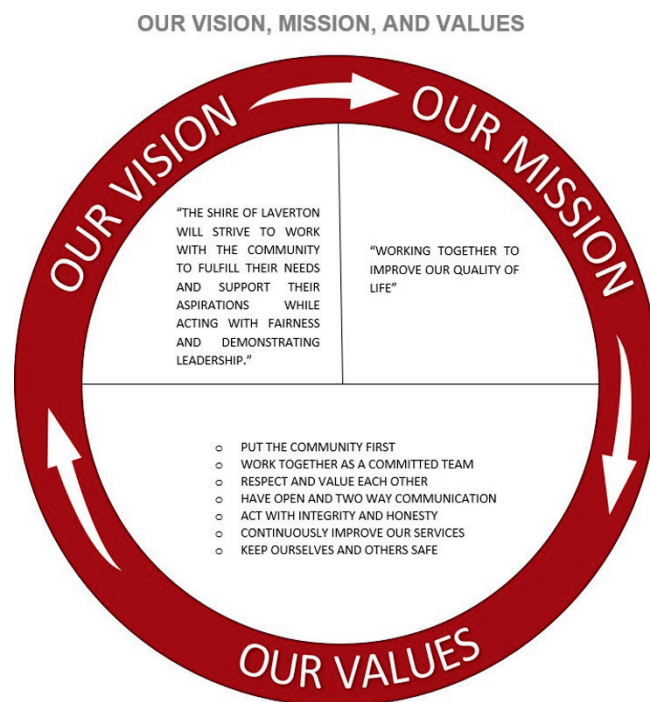 OUR VISION, MISSION, AND VALUES
OUR VISION
"THE SHIRE OF LAVERTON
WILL STRIVE TO WORK
WITH THE COMMUNITY
TO FULFILL THEIR NEEDS
AND SUPPORT THEIR
ASPIRATIONS WHILE
ACTING WITH FAIRNESS
AND DEMONSTRATING
LEADERSHIP."
OUR MISSION
"WORKING TOGETHER TO
IMPROVE OUR QUALITY OF
LIFE"
o PUT THE COMMUNITY FIRST
o WORK TOGETHER AS A COMMITTED TEAM
o RESPECT AND VALUE EACH OTHER
o HAVE OPEN AND TWO WAY COMMUNICATION
o ACT WITH INTEGRITY AND HONESTY
o CONTINUOUSLY IMPROVE OUR SERVICES
o KEEP OURSELVES AND OTHERS SAFE
OUR VALUES